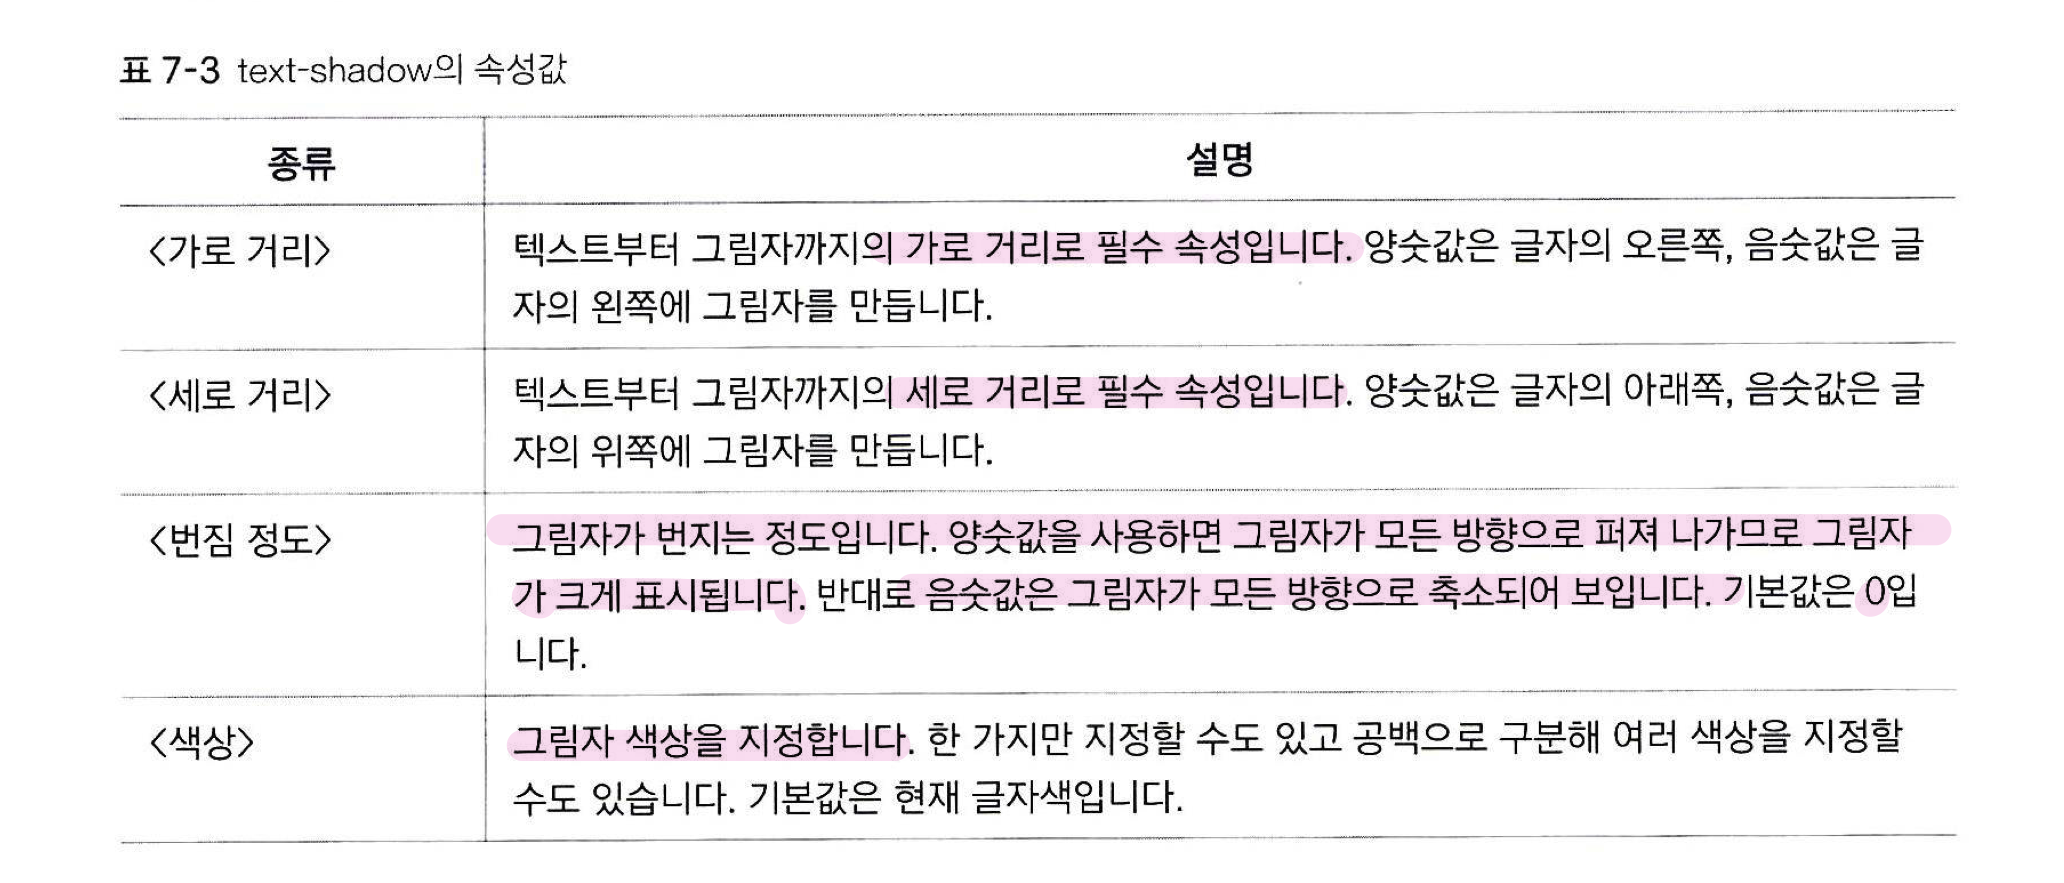 표 7-3 text-shadow의 속성값
종류 설명
<가로 거리> 텍스트부터 그림자까지의 가로 거리로 필수 속성입니다. 양숫값은 글자의 오른쪽, 음숫값은 글
자의 왼쪽에 그림자를 만듭니다.
<세로 거리> 텍스트부터 그림자까지의 세로 거리로 필수 속성입니다. 양숫값은 글자의 아래쪽, 음숫값은 글
자의 위쪽에 그림자를 만듭니다.
<번짐 정도> 그림자가 번지는 정도입니다. 양숫값을 사용하면 그림자가 모든 방향으로 퍼져 나가므로 그림자
가 크게 표시됩니다. 반대로 음숫값은 그림자가 모든 방향으로 축소되어 보입니다. 기본값은 0입
니다.
<색상> 그림자 색상을 지정합니다. 한 가지만 지정할 수도 있고 공백으로 구분해 여러 색상을 지정할
수도 있습니다. 기본값은 현재 글자색입니다.